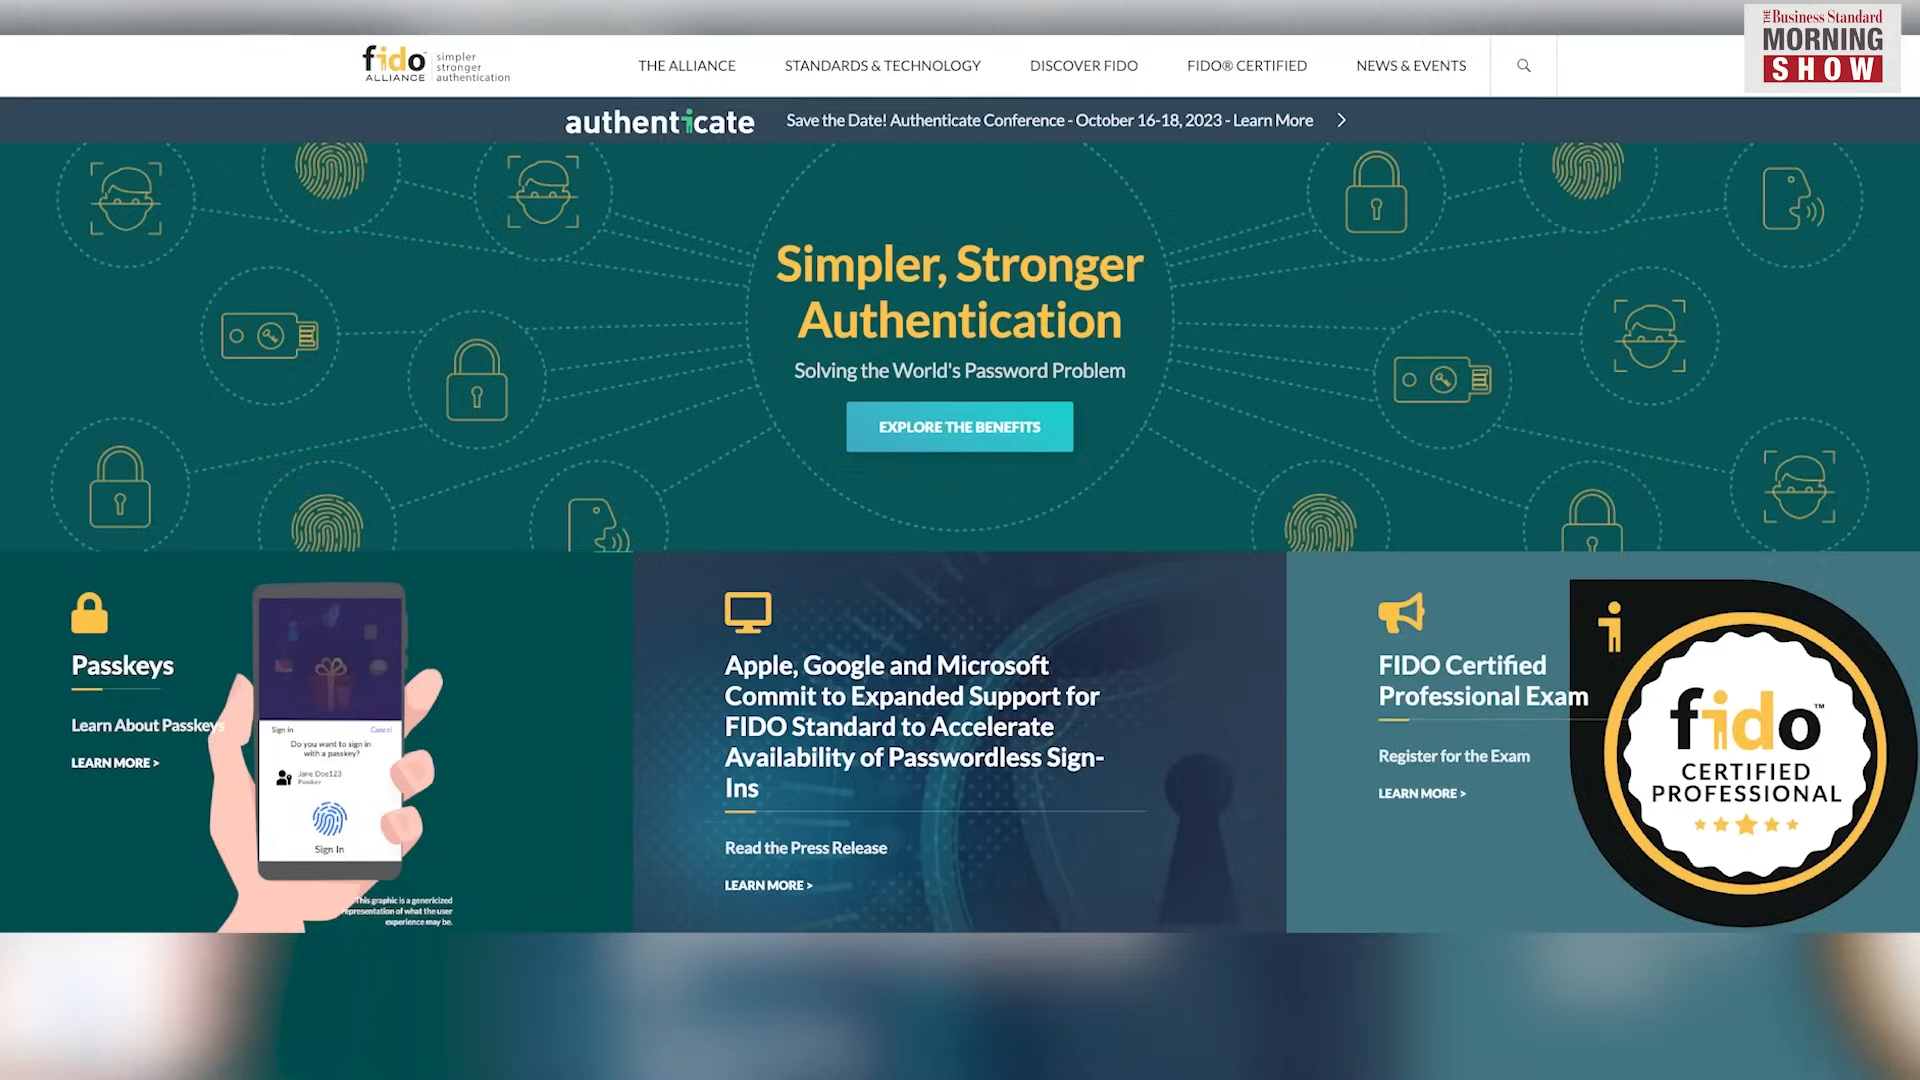 THE Business Standard
MORNING
SHOW
fido™
ALLIANCE
simpler
stronger
authentication
THE ALLIANCE
STANDARDS & TECHNOLOGY
DISCOVER FIDO
FIDO® CERTIFIED
NEWS & EVENTS
authenticate
Save the Date! Authenticate Conference - October 16-18, 2023 - Learn More
Simpler, Stronger
Authentication
Solving the World's Password Problem
EXPLORE THE BENEFITS
Passkeys
Learn About Passkeys
LEARN MORE >
Sign in
Cancel
Do you want to sign in
with a passkey?
Jane Doe123
Passkey
Sign In
This graphic is a genericized
representation of what the user
experience may be.
Apple, Google and Microsoft
Commit to Expanded Support for
FIDO Standard to Accelerate
Availability of Passwordless Sign-
Ins
Read the Press Release
LEARN MORE >
FIDO Certified
Professional Exam
Register for the Exam
LEARN MORE >
fido™
CERTIFIED
PROFESSIONAL